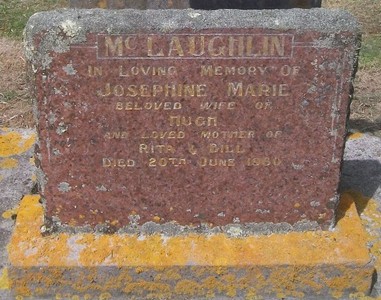 McLAUGHLIN
IN LOVING MEMORY OF
JOSEPHINE MARIE
BELOVED WIFE OF
HUGH
AND LOVED MOTHER OF
RITA & BILL
DIED 20TH JUNE 1960